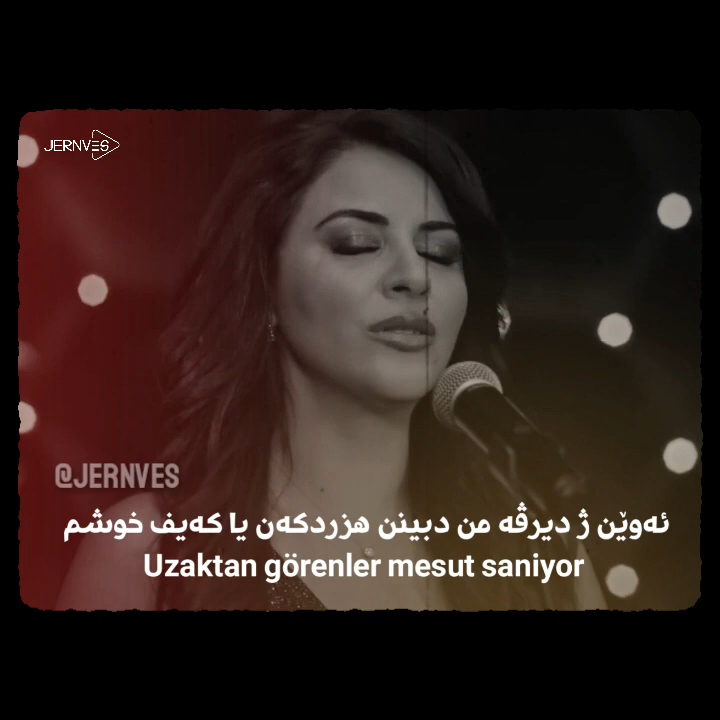 JERNVES
@JERNVES
ئەوێن ژ دیرڤە من دبینن هزردکەن یا کەیف خوشم
Uzaktan görenler mesut saniyor